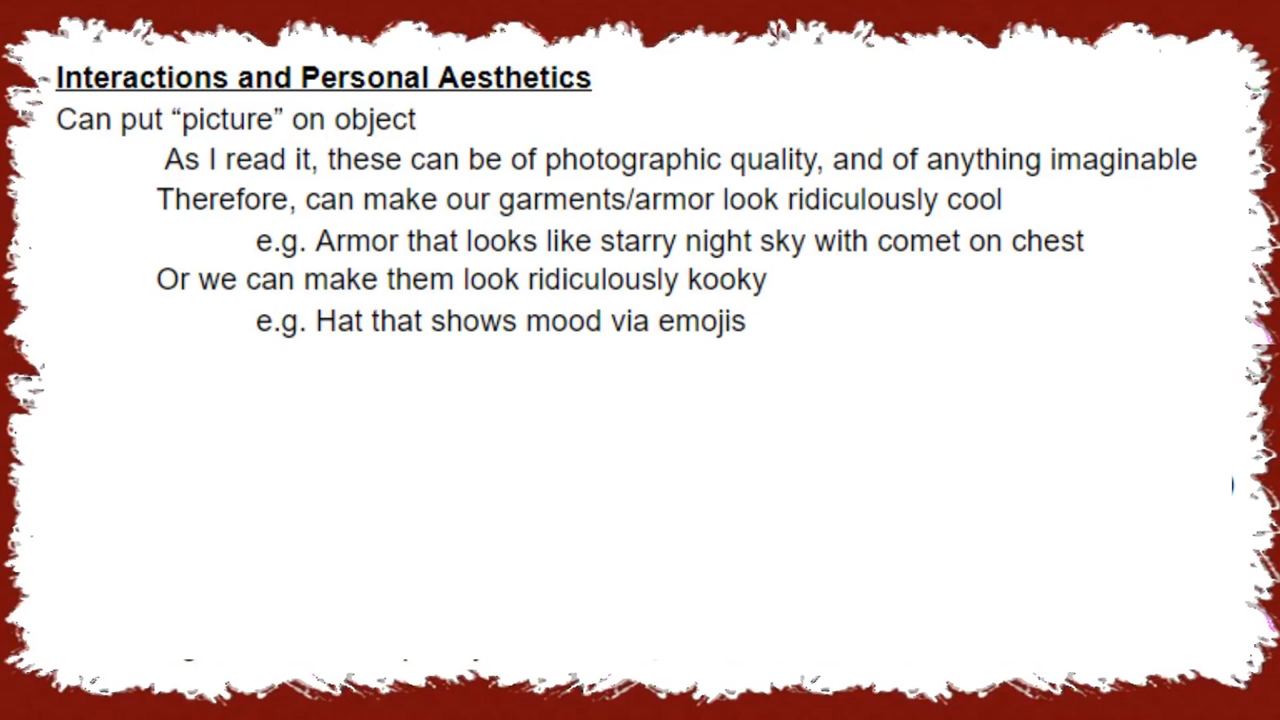 Interactions and Personal Aesthetics
Can put “picture” on object
As I read it, these can be of photographic quality, and of anything imaginable
Therefore, can make our garments/armor look ridiculously cool
e.g. Armor that looks like starry night sky with comet on chest
Or we can make them look ridiculously kooky
e.g. Hat that shows mood via emojis